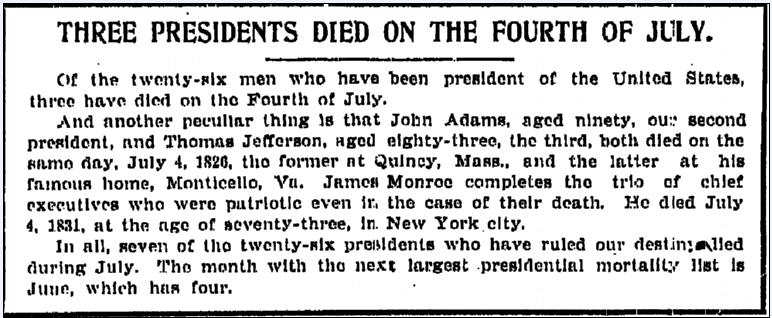 THREE PRESIDENTS DIED ON THE FOURTH OF JULY.
Of the twenty-six men who have been president of the United States,
three have died on the Fourth of July.
And another peculiar thing is that John Adams, aged ninety, our second
president, and Thomas Jefferson, aged eighty-three, the third, both died on the
same day, July 4, 1826, the former at Quincy, Mass., and the latter at his
famous home, Monticello, Va. James Monroe completes the trio of chief
executives who were patriotic even in the case of their death. He died July
4, 1831, at the age of seventy-three, in New York city.
In all, seven of the twenty-six presidents who have ruled our
during July. The month with the next largest presidential mortality list is
June, which has four.